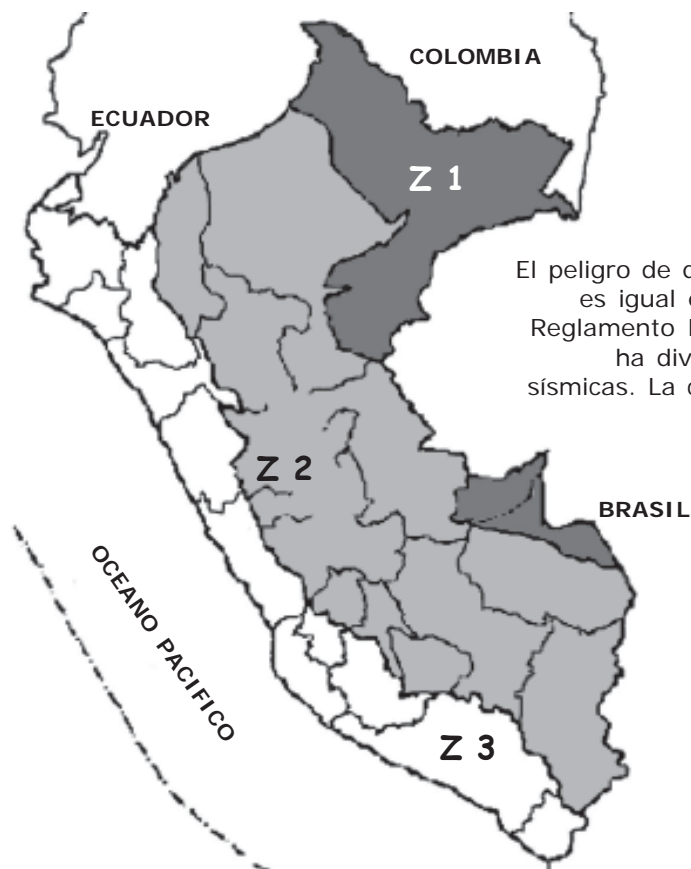 COLOMBIA
ECUADOR
Z 1
El peligro de
es igual
Reglamento
ha
sísmicas. La
Z 2
BRASIL
OCEANO PACIFICO
Z 3